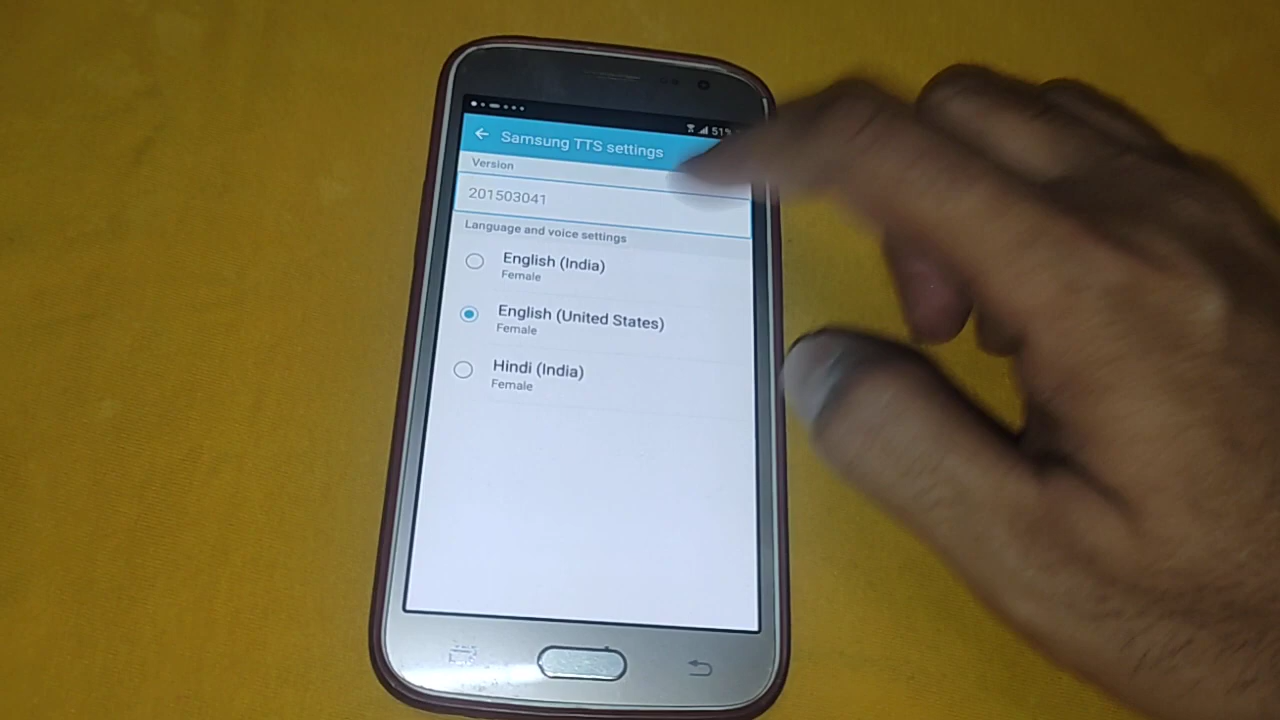 51%
Samsung TTS settings
Version
201503041
Language and voice settings
English (India)
Female
English (United States)
Female
Hindi (India)
Female